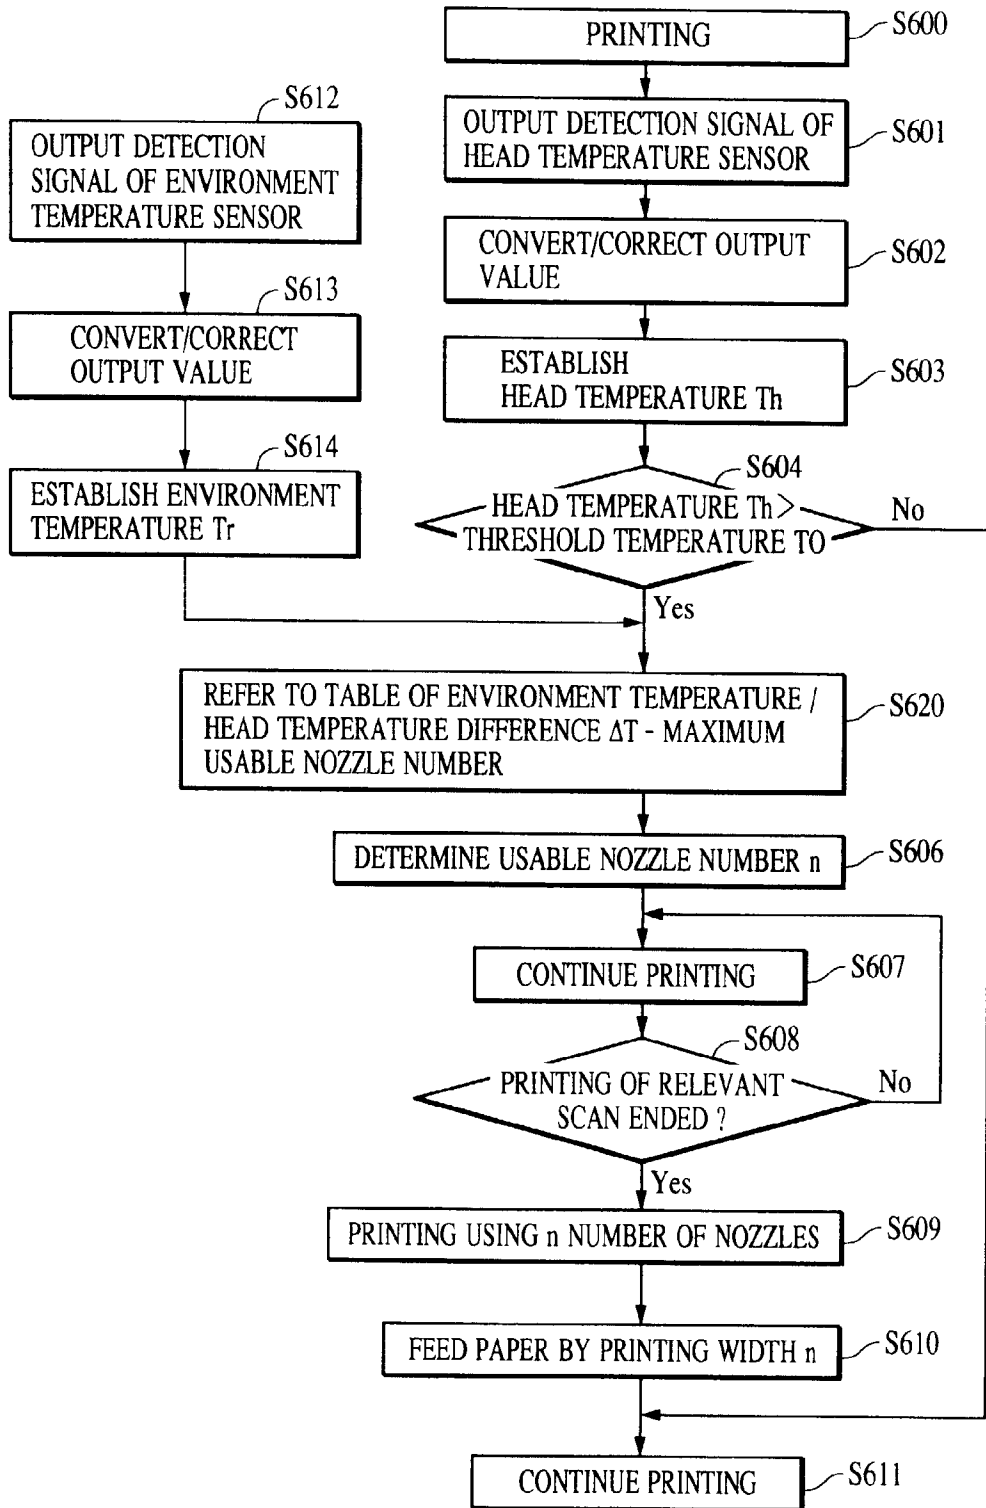 PRINTING
S600
OUTPUT DETECTION SIGNAL OF
HEAD TEMPERATURE SENSOR
S601
CONVERT/CORRECT OUTPUT
VALUE
S602
ESTABLISH
HEAD TEMPERATURE Th
S603
S612
OUTPUT DETECTION
SIGNAL OF ENVIRONMENT
TEMPERATURE SENSOR
S613
CONVERT/CORRECT
OUTPUT VALUE
S614
ESTABLISH ENVIRONMENT
TEMPERATURE Tr
S604
HEAD TEMPERATURE Th >
THRESHOLD TEMPERATURE TO
No
Yes
REFER TO TABLE OF ENVIRONMENT TEMPERATURE /
HEAD TEMPERATURE DIFFERENCE ΔT - MAXIMUM
USABLE NOZZLE NUMBER
S620
DETERMINE USABLE NOZZLE NUMBER n
S606
CONTINUE PRINTING
S607
S608
PRINTING OF RELEVANT
SCAN ENDED ?
No
Yes
PRINTING USING n NUMBER OF NOZZLES
S609
FEED PAPER BY PRINTING WIDTH n
S610
CONTINUE PRINTING
S611